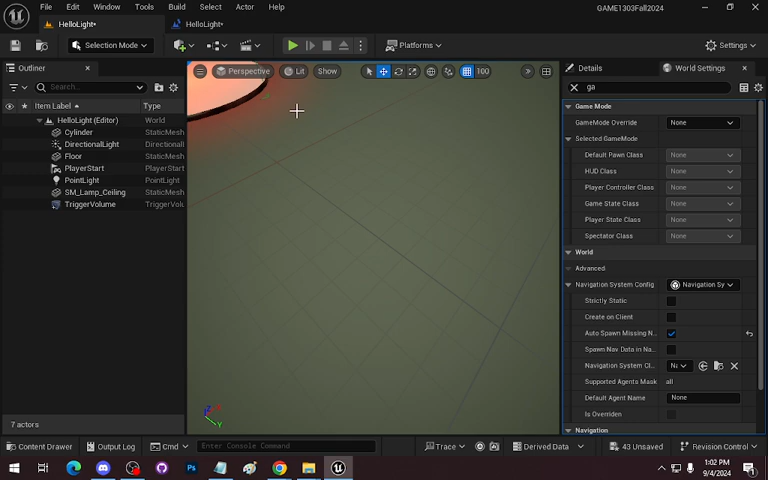 File Edit Window Tools Build Select Actor Help
GAME1303Fall2024
HelloLight*
HelloLight*
Selection Mode
Platforms
Settings
Outliner
Details
World Settings
Perspective
Lit
Show
100
Search...
ga
Item Label
Type
Game Mode
HelloLight (Editor) World
GameMode Override None
Cylinder StaticMesh
Selected GameMode
DirectionalLight Directional
Default Pawn Class None
Floor StaticMesh
HUD Class None
PlayerStart PlayerStart
Player Controller Class None
PointLight PointLight
Game State Class None
SM_Lamp_Ceiling StaticMesh
Player State Class None
TriggerVolume TriggerVolu
Spectator Class None
World
Advanced
Navigation System Config Navigation Sy
Strictly Static
Create on Client
Auto Spawn Missing N...
Spawn Nav Data in Na...
Navigation System Cl...
Supported Agents Mask all
Default Agent Name None
Is Overriden
Navigation
7 actors
Content Drawer
Output Log
Cmd
Enter Console Command
Trace
Derived Data
43 Unsaved
Revision Control
1:02 PM
9/4/2024